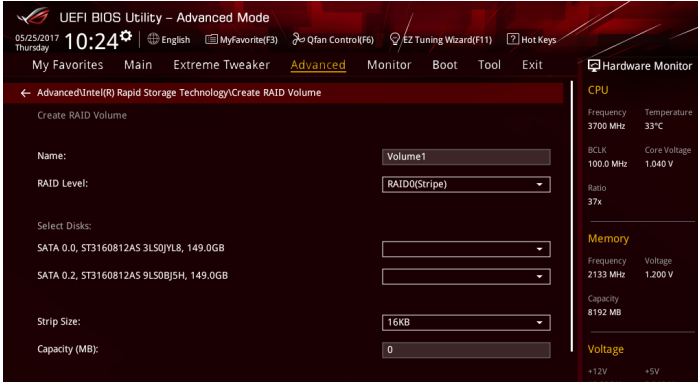 UEFI BIOS Utility – Advanced Mode
05/25/2017 Thursday 10:24 English MyFavorite(F3) Qfan Control(F6) EZ Tuning Wizard(F11) ? Hot Keys
My Favorites Main Extreme Tweaker Advanced Monitor Boot Tool Exit
Hardware Monitor
← Advanced\Intel(R) Rapid Storage Technology\Create RAID Volume
Create RAID Volume
Name: Volume1
RAID Level: RAID0(Stripe)
Select Disks:
SATA 0.0, ST3160812AS 3LS0JYL8, 149.0GB
SATA 0.2, ST3160812AS 9LS0BJ5H, 149.0GB
Strip Size: 16KB
Capacity (MB): 0
CPU
Frequency Temperature
3700 MHz 33°C
BCLK Core Voltage
100.0 MHz 1.040 V
Ratio
37x
Memory
Frequency Voltage
2133 MHz 1.200 V
Capacity
8192 MB
Voltage
+12V +5V